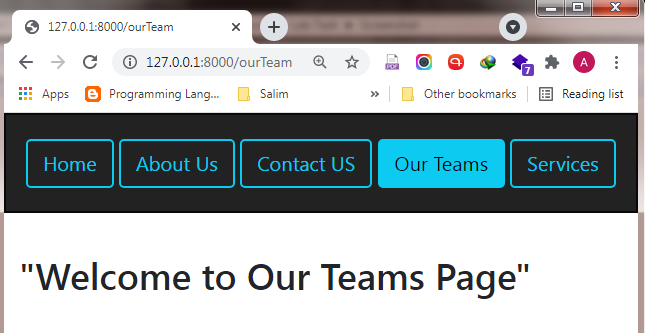 127.0.0.1:8000/ourTeam
127.0.0.1:8000/ourTeam
PDF
7
A
Apps
Programming Lang...
Salim
»
Other bookmarks
Reading list
Home
About Us
Contact US
Our Teams
Services
"Welcome to Our Teams Page"